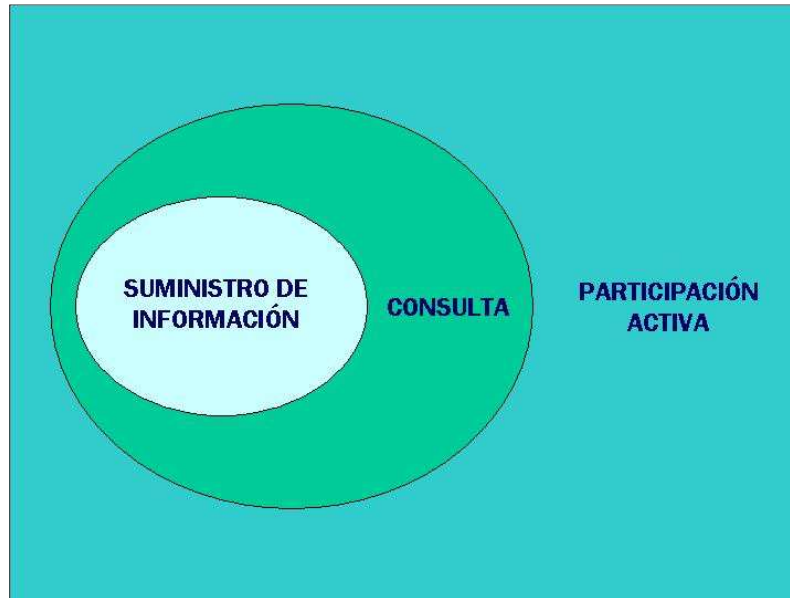 SUMINISTRO DE
INFORMACIÓN
CONSULTA
PARTICIPACIÓN
ACTIVA